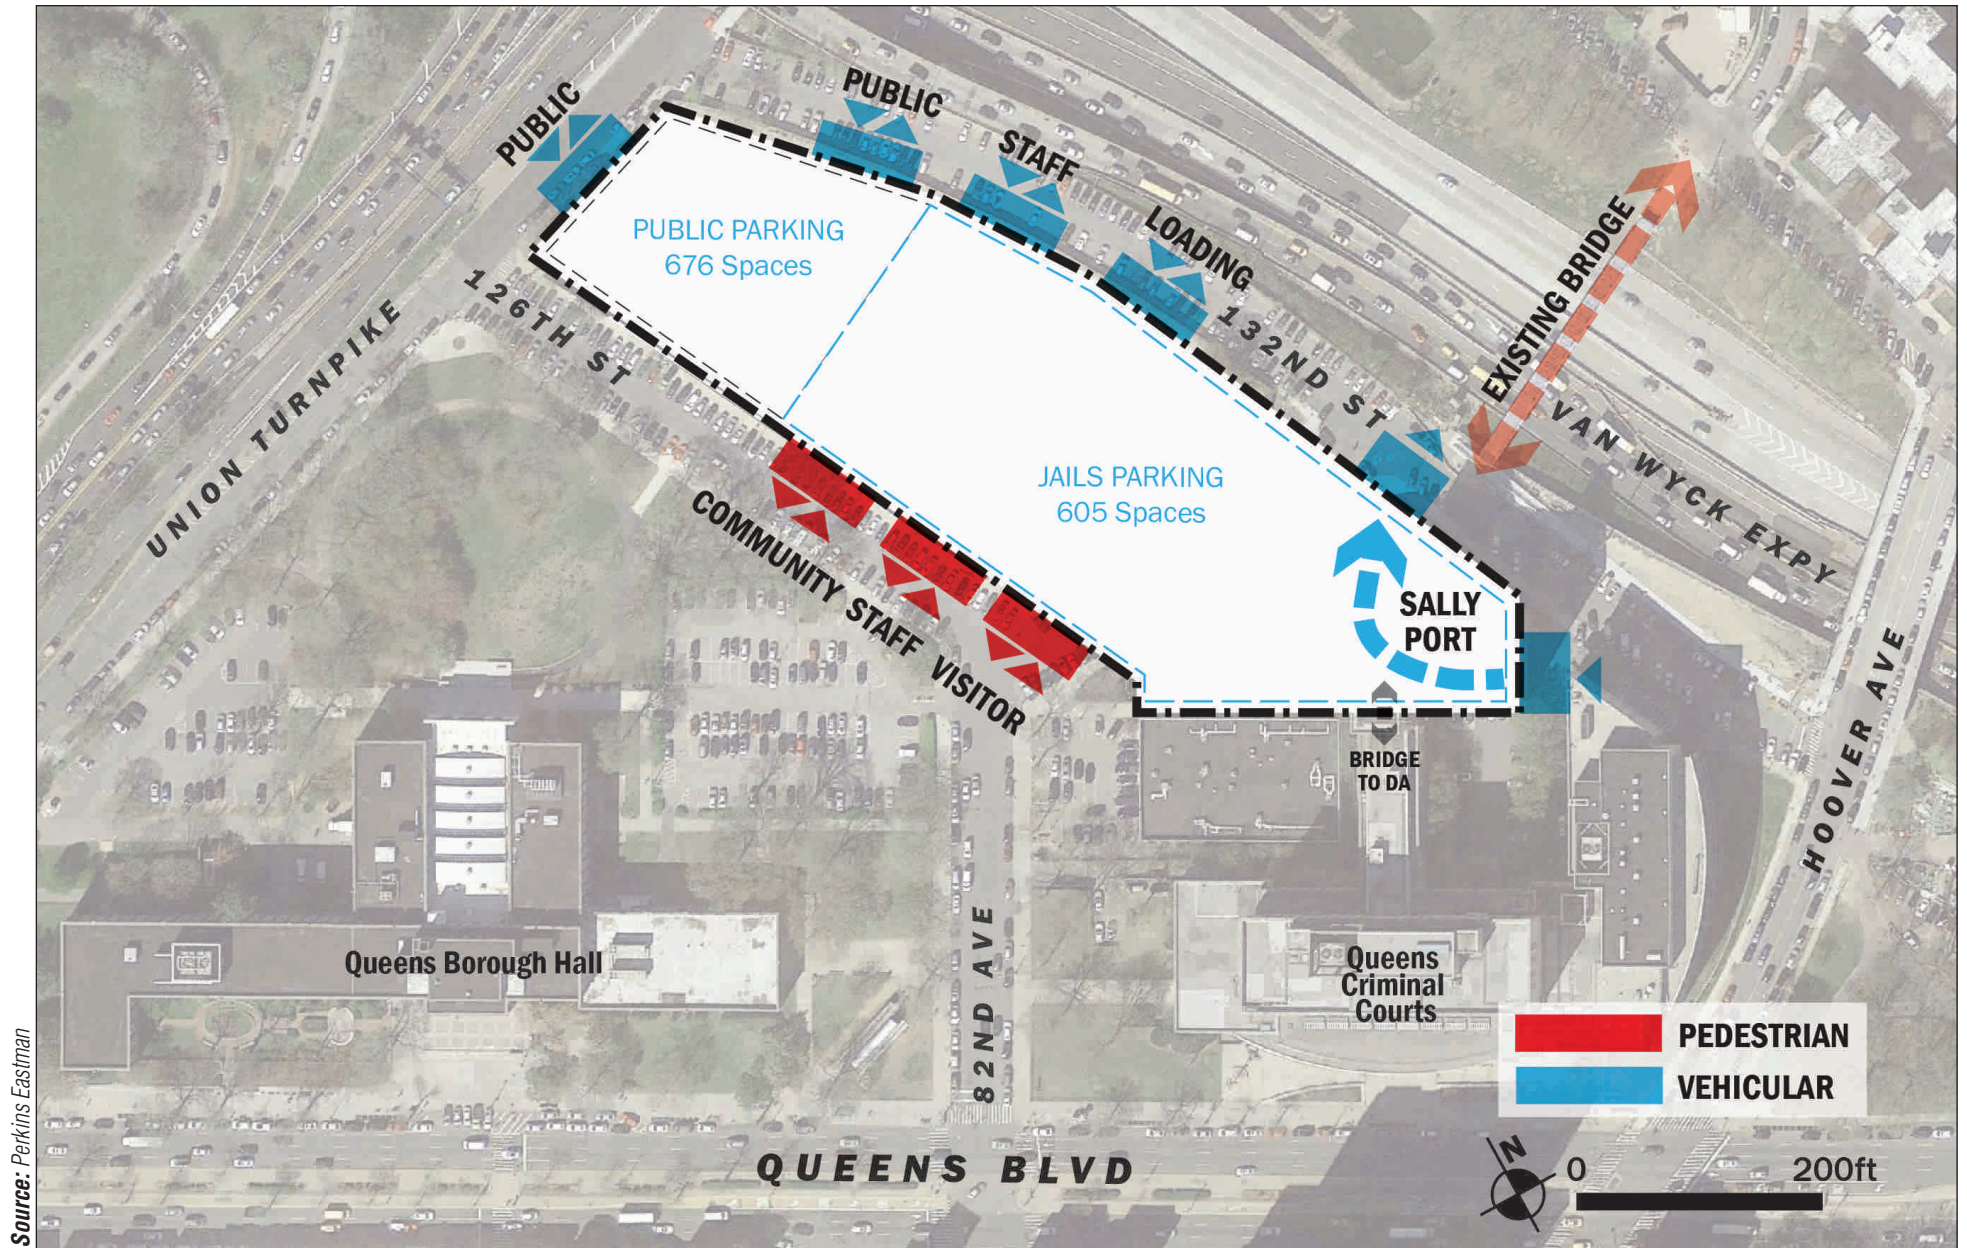 PUBLIC
PUBLIC
STAFF
LOADING
EXISTING BRIDGE
PUBLIC PARKING
676 Spaces
126TH ST
132ND ST
UNION TURNPIKE
VAN WYCK EXPY
JAILS PARKING
605 Spaces
COMMUNITY STAFF VISITOR
SALLY
PORT
HOOVER AVE
BRIDGE
TO DA
Queens Borough Hall
82ND AVE
Queens
Criminal
Courts
PEDESTRIAN
VEHICULAR
QUEENS BLVD
N
0 200ft
Source: Perkins Eastman